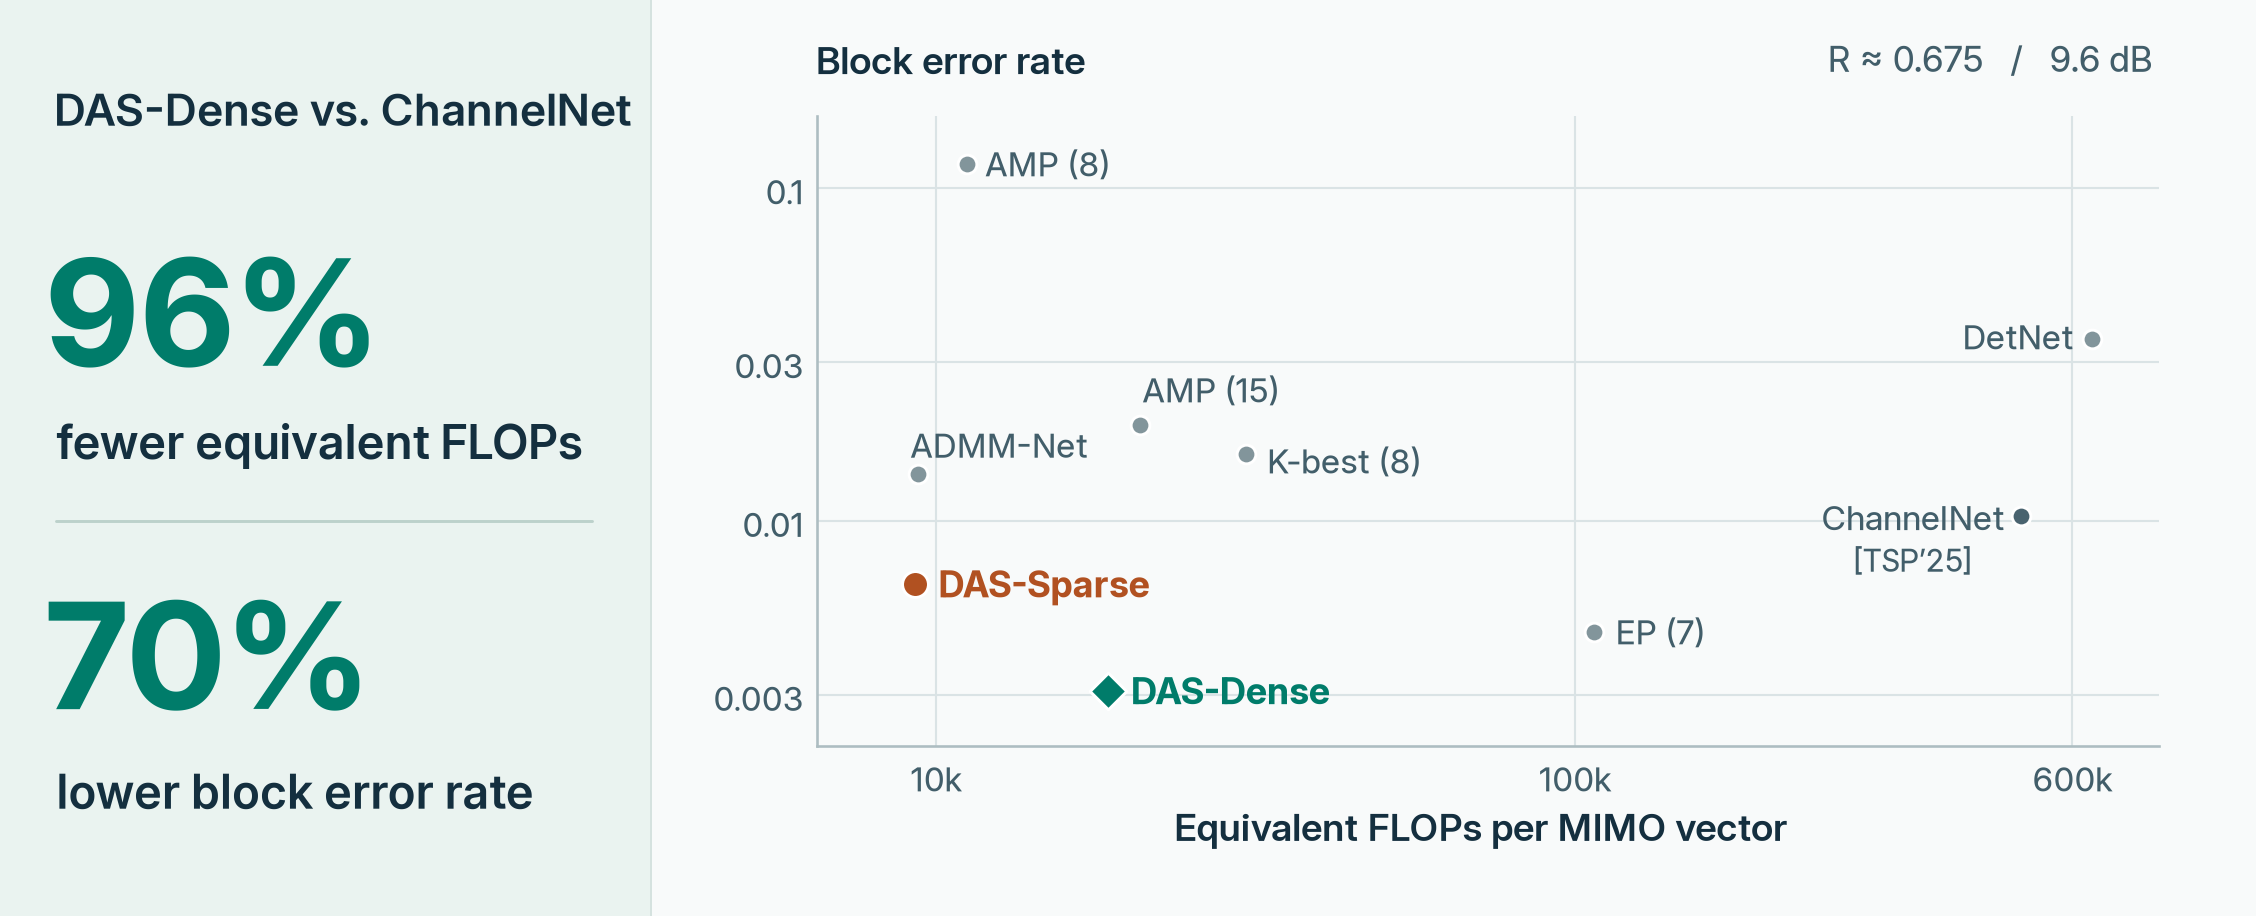 DAS-Dense vs. ChannelNet
96%
fewer equivalent FLOPs
70%
lower block error rate
Block error rate
R ≈ 0.675 / 9.6 dB
AMP (8)
0.1
DetNet
0.03
AMP (15)
ADMM-Net
K-best (8)
ChannelNet
[TSP’25]
0.01
DAS-Sparse
EP (7)
DAS-Dense
0.003
10k
100k
600k
Equivalent FLOPs per MIMO vector